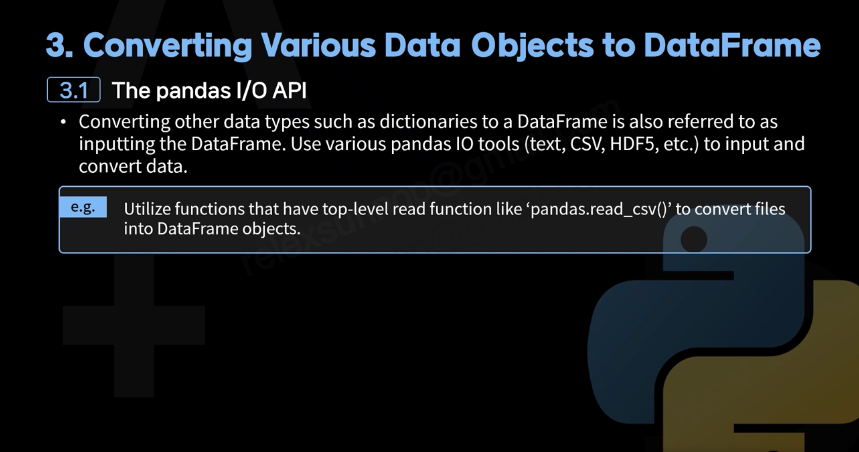 3. Converting Various Data Objects to DataFrame
3.1 The pandas I/O API
• Converting other data types such as dictionaries to a DataFrame is also referred to as
inputting the DataFrame. Use various pandas IO tools (text, CSV, HDF5, etc.) to input and
convert data.
e.g. Utilize functions that have top-level read function like ‘pandas.read_csv()’ to convert files
into DataFrame objects.